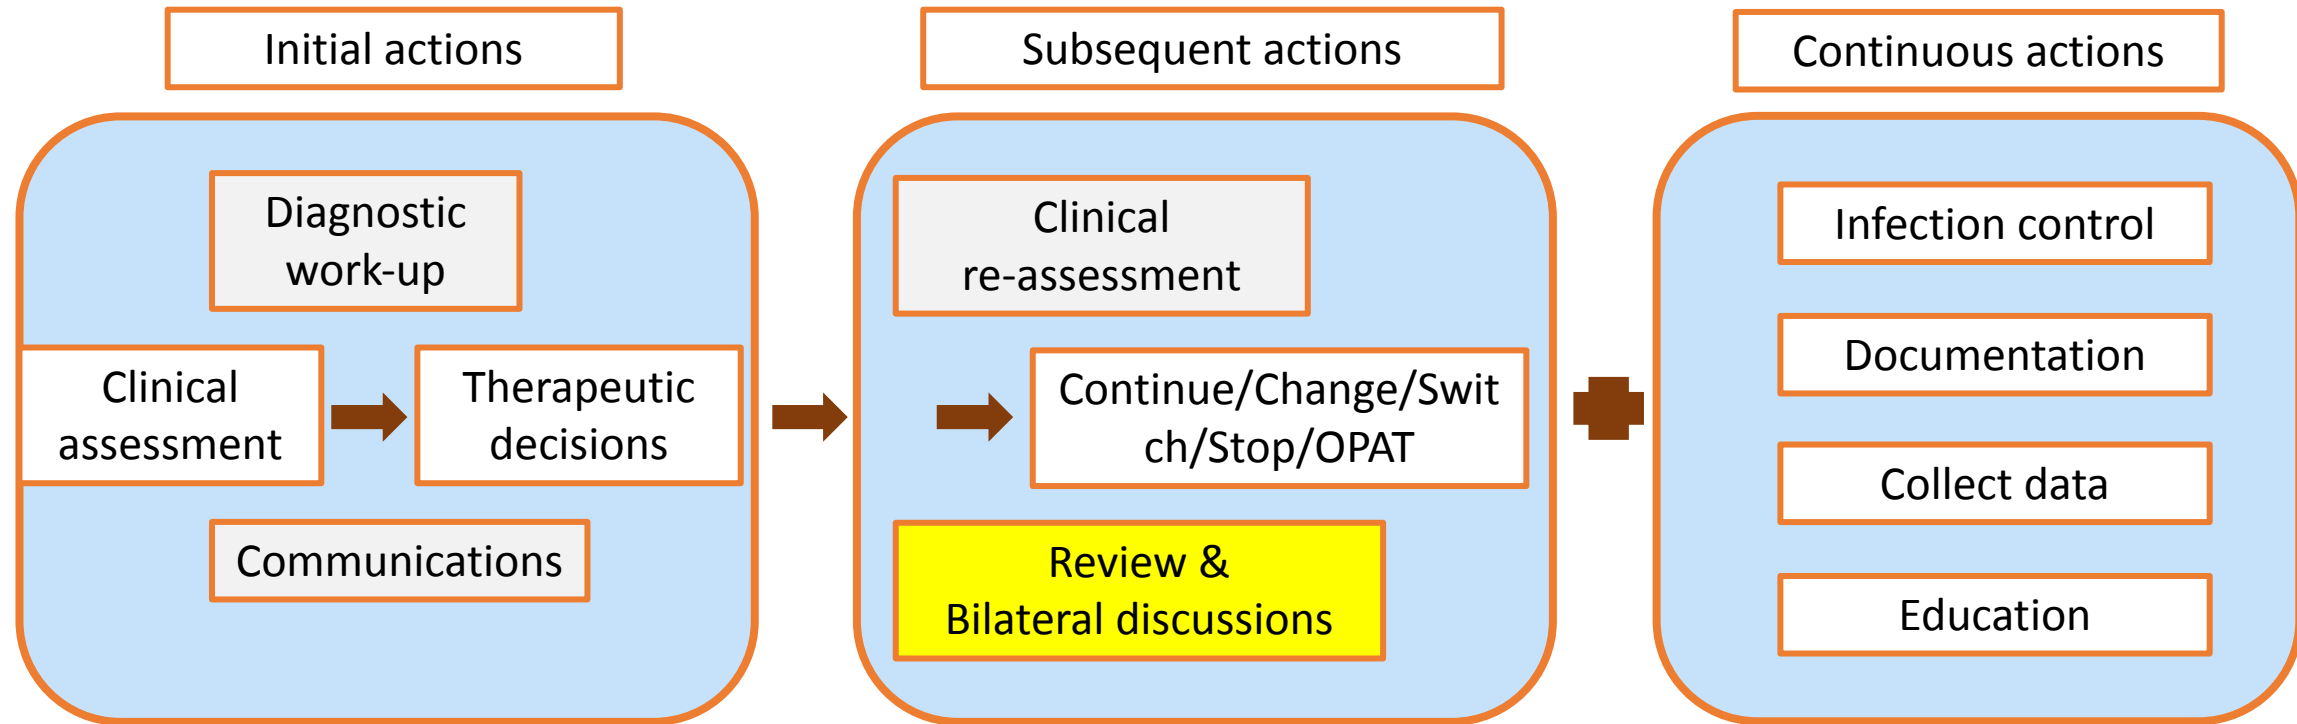 Initial actions
Diagnostic
work-up
Clinical
assessment
Therapeutic
decisions
Communications
Subsequent actions
Clinical
re-assessment
Continue/Change/Swit
ch/Stop/OPAT
Review &
Bilateral discussions
Continuous actions
Infection control
Documentation
Collect data
Education